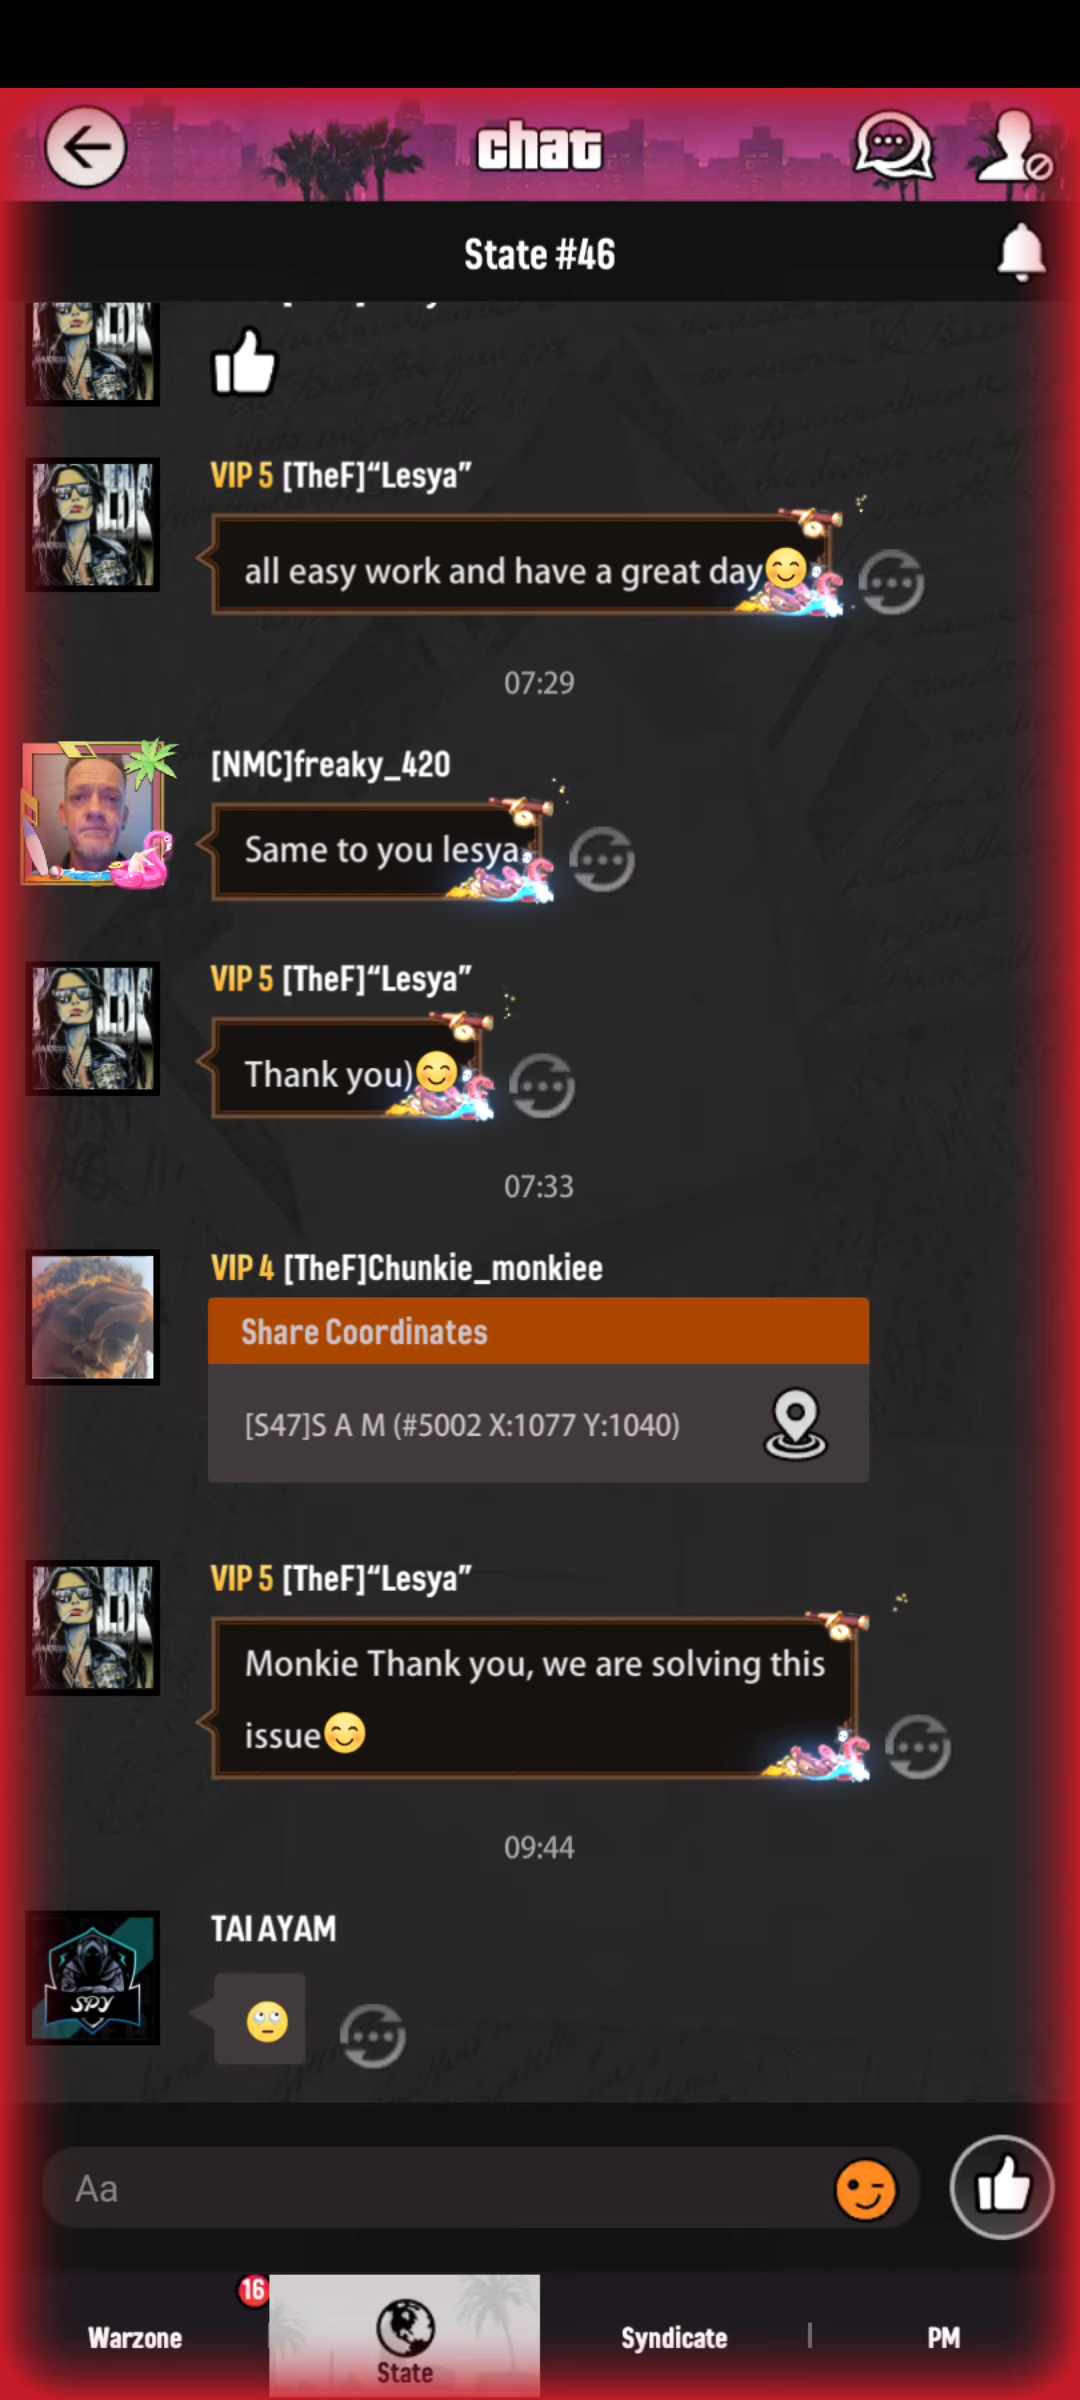 chat
State #46
VIP 5 [TheF]“Lesya”
all easy work and have a great day😊
07:29
[NMC]freaky_420
Same to you lesya
VIP 5 [TheF]“Lesya”
Thank you)😊
07:33
VIP 4 [TheF]Chunkie_monkiee
Share Coordinates
[S47]S A M (#5002 X:1077 Y:1040)
VIP 5 [TheF]“Lesya”
Monkie Thank you, we are solving this
issue😊
09:44
TAI AYAM
SPY
🙄
Aa
16
Warzone
State
Syndicate
PM